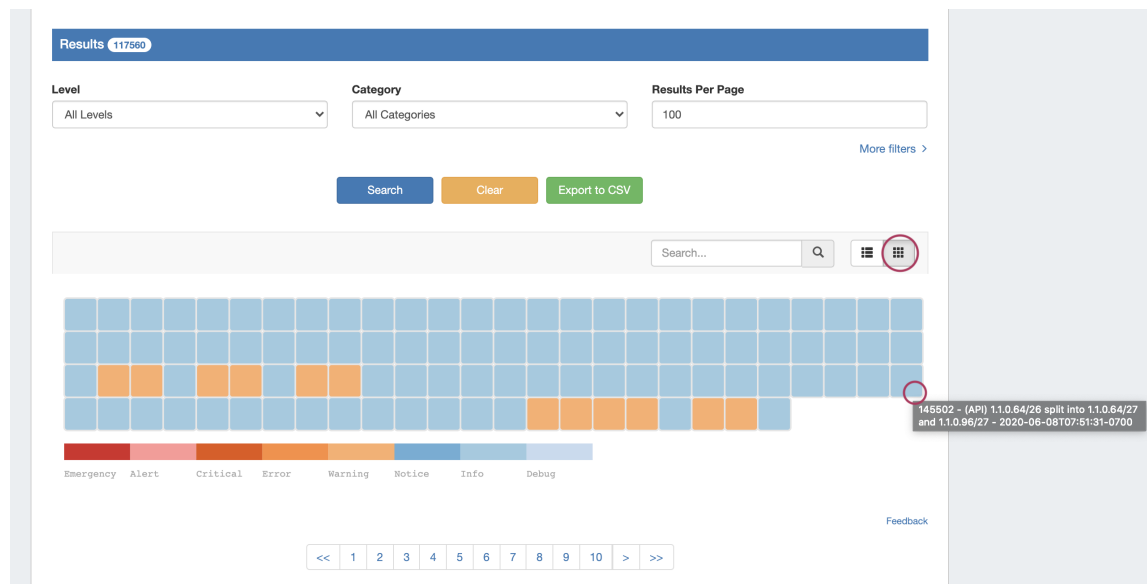 Results 117560
Level Category Results Per Page
All Levels All Categories 100
More filters >
Search Clear Export to CSV
Search...
145502 - (API) 1.1.0.64/26 split into 1.1.0.64/27
and 1.1.0.96/27 - 2020-06-08T07:51:31-0700
Emergency Alert Critical Error Warning Notice Info Debug
Feedback
<< 1 2 3 4 5 6 7 8 9 10 > >>